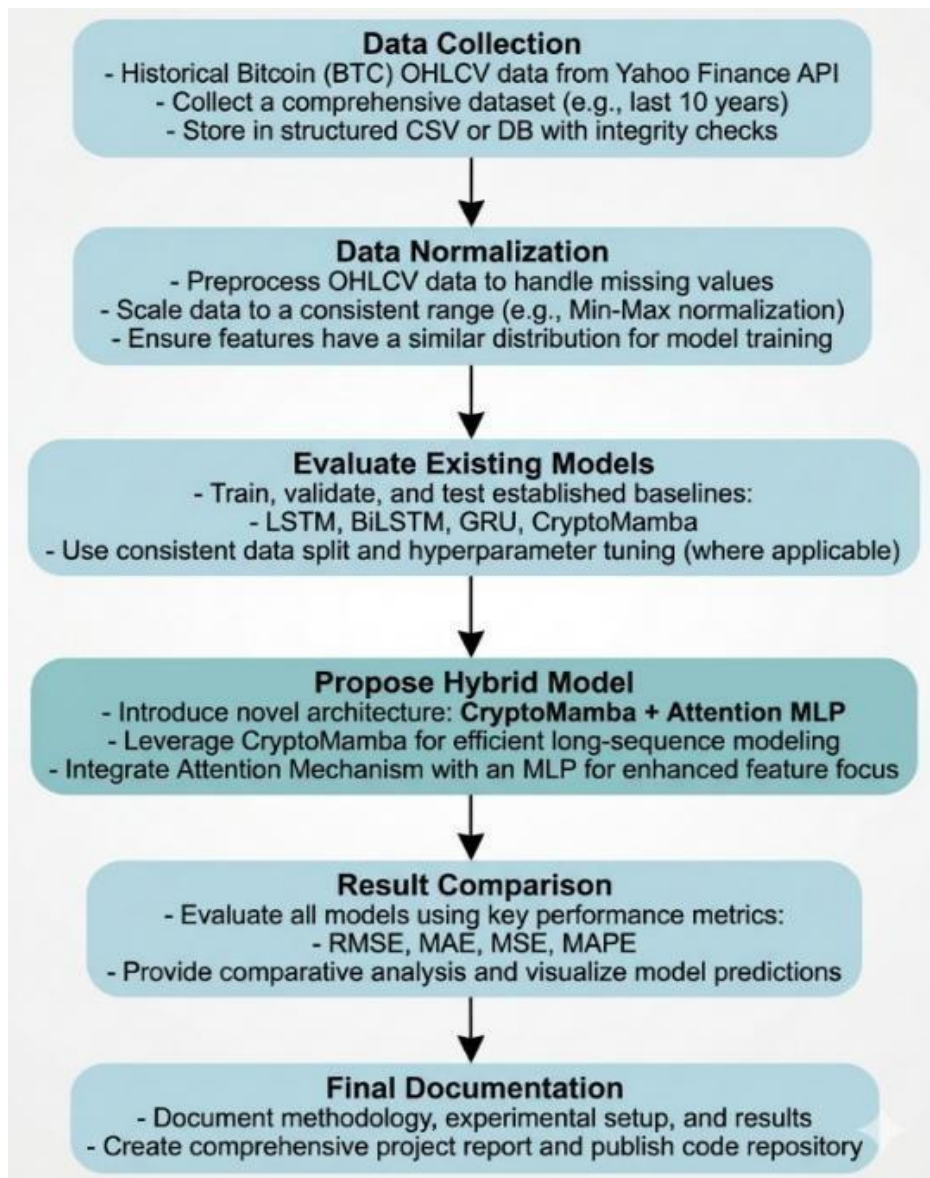 Data Collection
- Historical Bitcoin (BTC) OHLCV data from Yahoo Finance API
- Collect a comprehensive dataset (e.g., last 10 years)
- Store in structured CSV or DB with integrity checks
Data Normalization
- Preprocess OHLCV data to handle missing values
- Scale data to a consistent range (e.g., Min-Max normalization)
- Ensure features have a similar distribution for model training
Evaluate Existing Models
- Train, validate, and test established baselines:
- LSTM, BiLSTM, GRU, CryptoMamba
- Use consistent data split and hyperparameter tuning (where applicable)
Propose Hybrid Model
- Introduce novel architecture: CryptoMamba + Attention MLP
- Leverage CryptoMamba for efficient long-sequence modeling
- Integrate Attention Mechanism with an MLP for enhanced feature focus
Result Comparison
- Evaluate all models using key performance metrics:
- RMSE, MAE, MSE, MAPE
- Provide comparative analysis and visualize model predictions
Final Documentation
- Document methodology, experimental setup, and results
- Create comprehensive project report and publish code repository